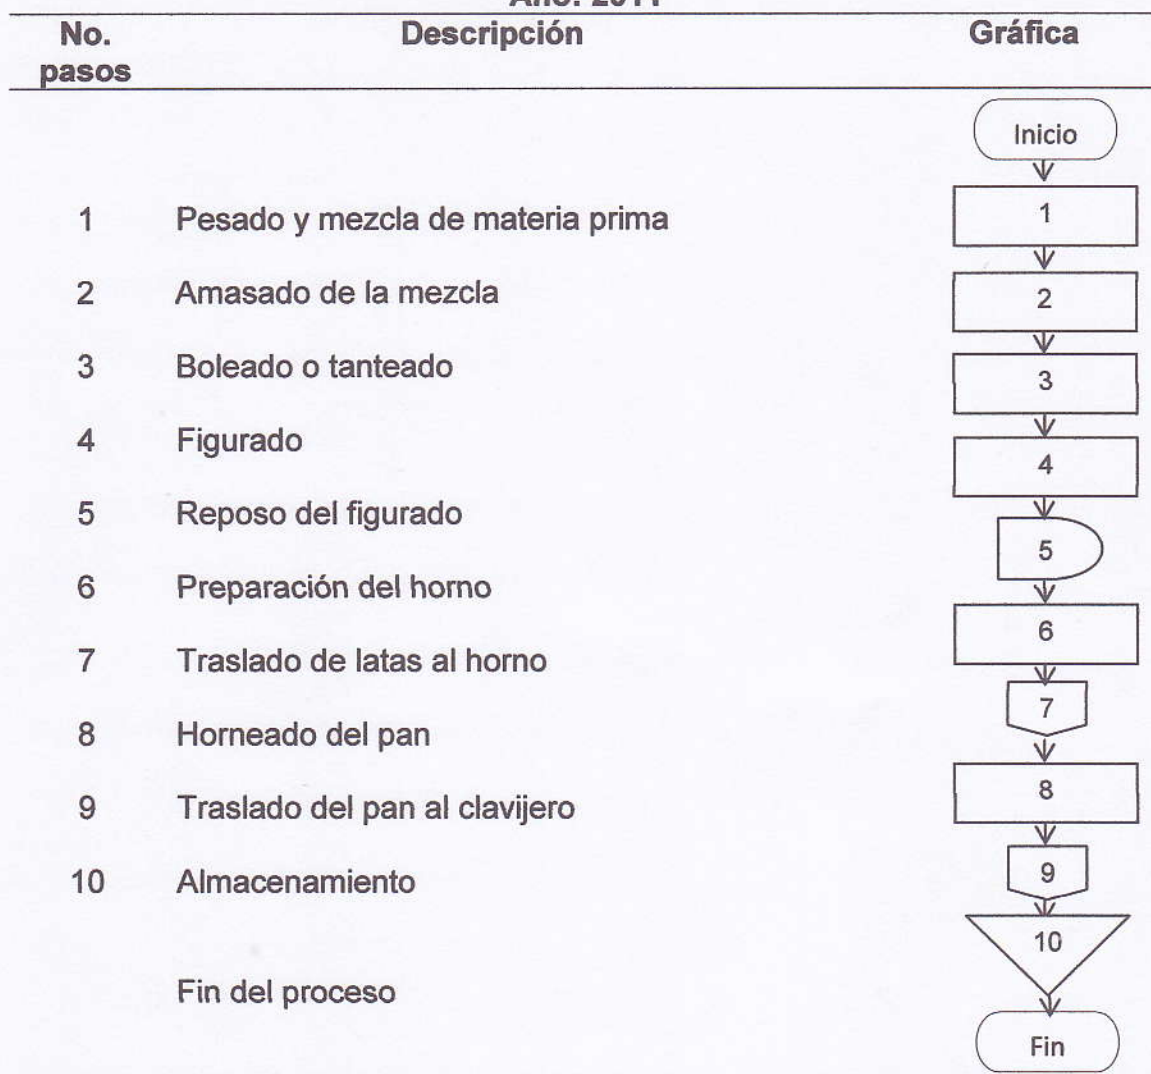 No. pasos Descripción Gráfica
Inicio
1 Pesado y mezcla de materia prima 1
2 Amasado de la mezcla 2
3 Boleado o tanteado 3
4 Figurado 4
5 Reposo del figurado 5
6 Preparación del horno 6
7 Traslado de latas al horno 7
8 Horneado del pan 8
9 Traslado del pan al clavijero 9
10 Almacenamiento 10
Fin del proceso
Fin